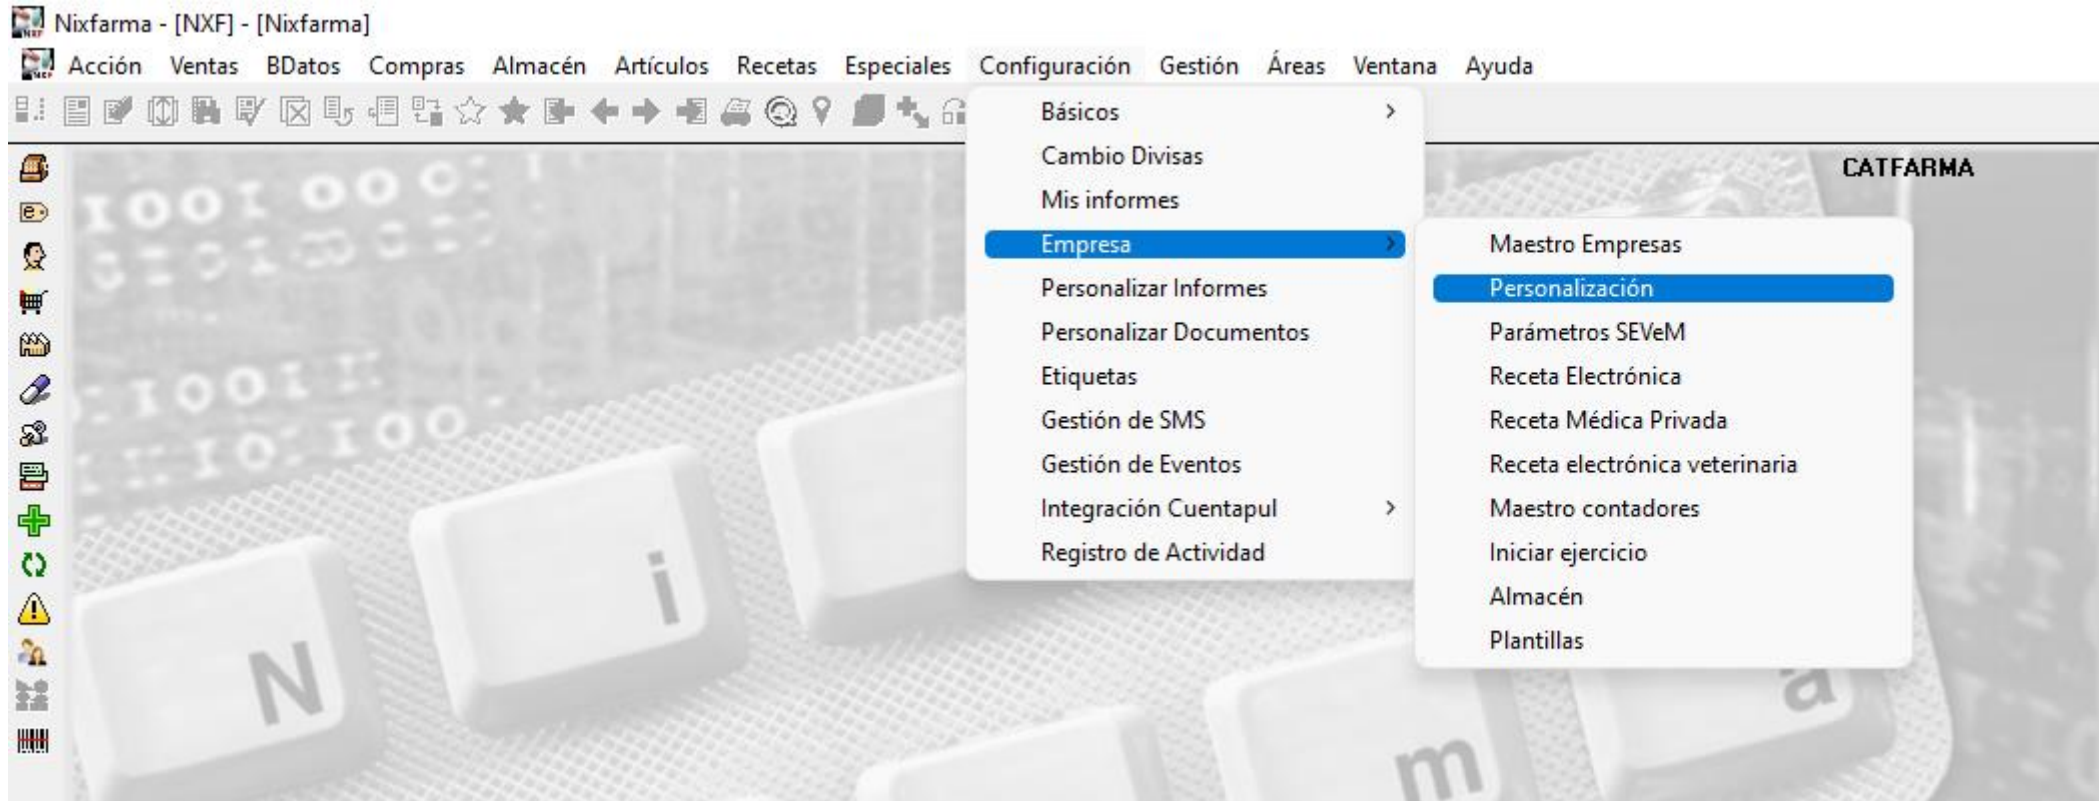 Nixfarma - [NXF] - [Nixfarma]
Acción Ventas BDatos Compras Almacén Artículos Recetas Especiales Configuración Gestión Áreas Ventana Ayuda
Básicos
Cambio Divisas
Mis informes
Empresa
Personalizar Informes
Personalizar Documentos
Etiquetas
Gestión de SMS
Gestión de Eventos
Integración Cuentapul
Registro de Actividad
CATFARMA
Maestro Empresas
Personalización
Parámetros SEVeM
Receta Electrónica
Receta Médica Privada
Receta electrónica veterinaria
Maestro contadores
Iniciar ejercicio
Almacén
Plantillas
N i
m a